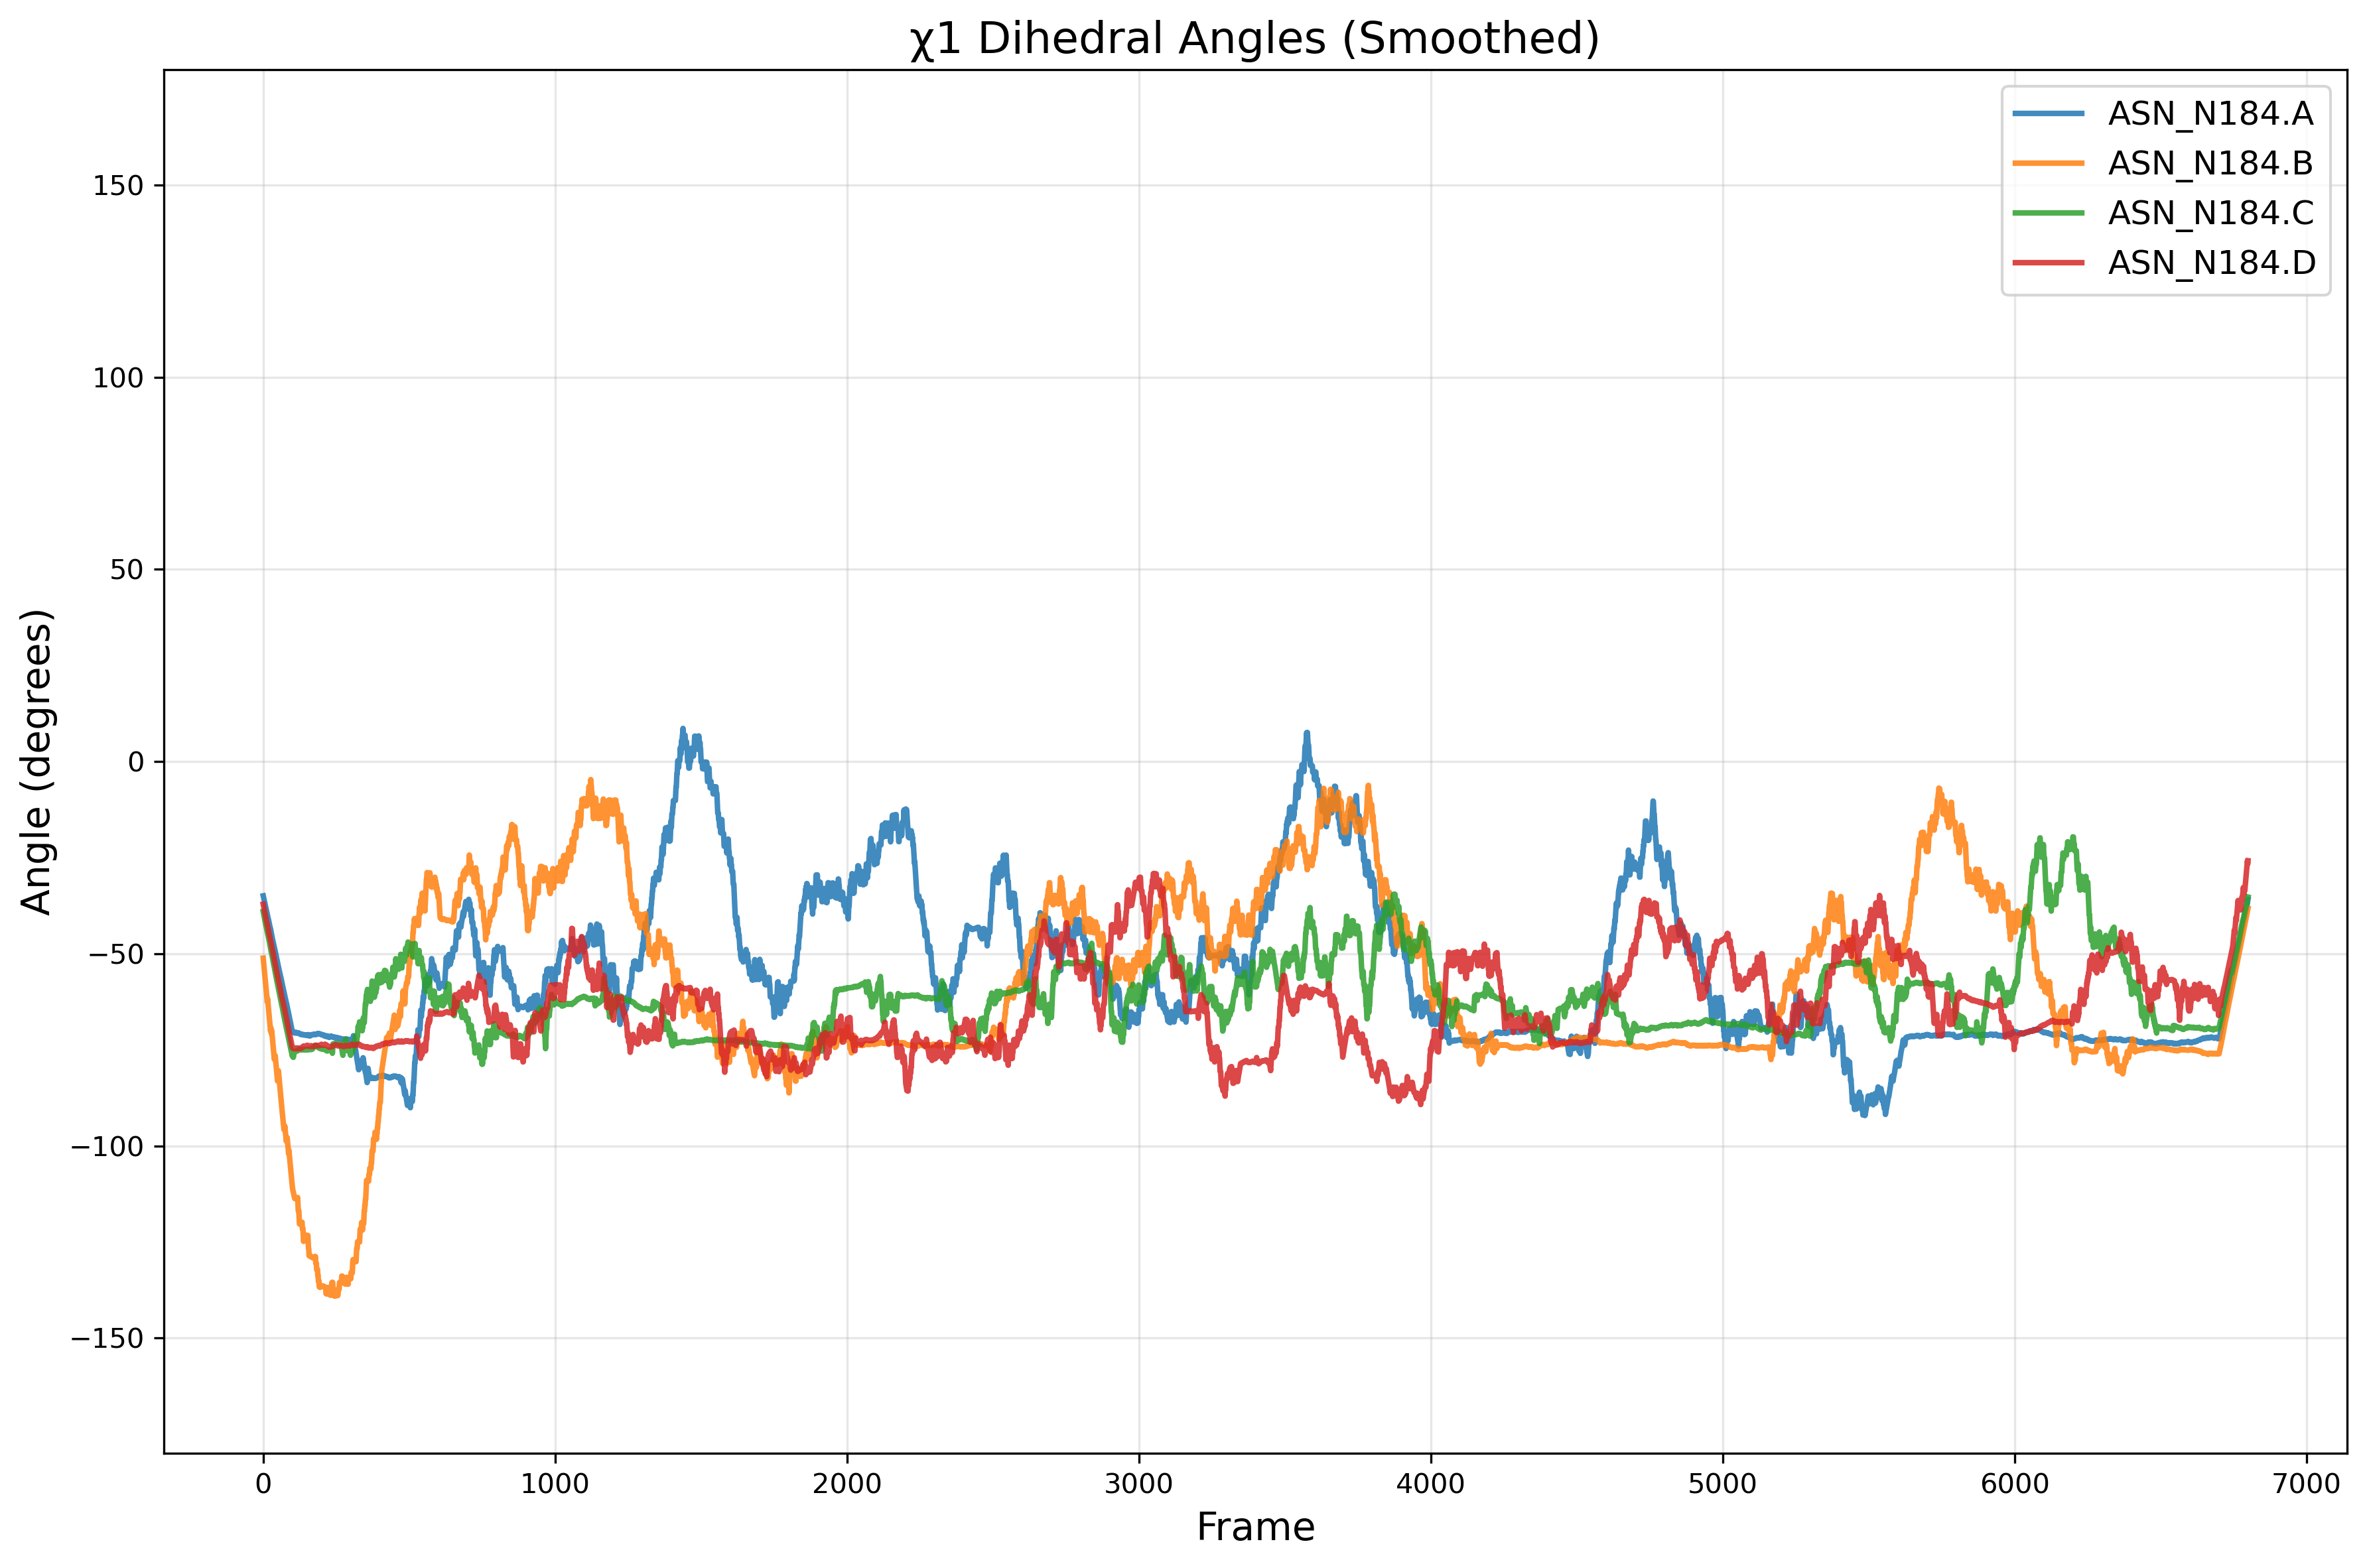 χ1 Dihedral Angles (Smoothed)
ASN_N184.A
ASN_N184.B
ASN_N184.C
ASN_N184.D
150
100
50
0
−50
−100
−150
Angle (degrees)
0 1000 2000 3000 4000 5000 6000 7000
Frame